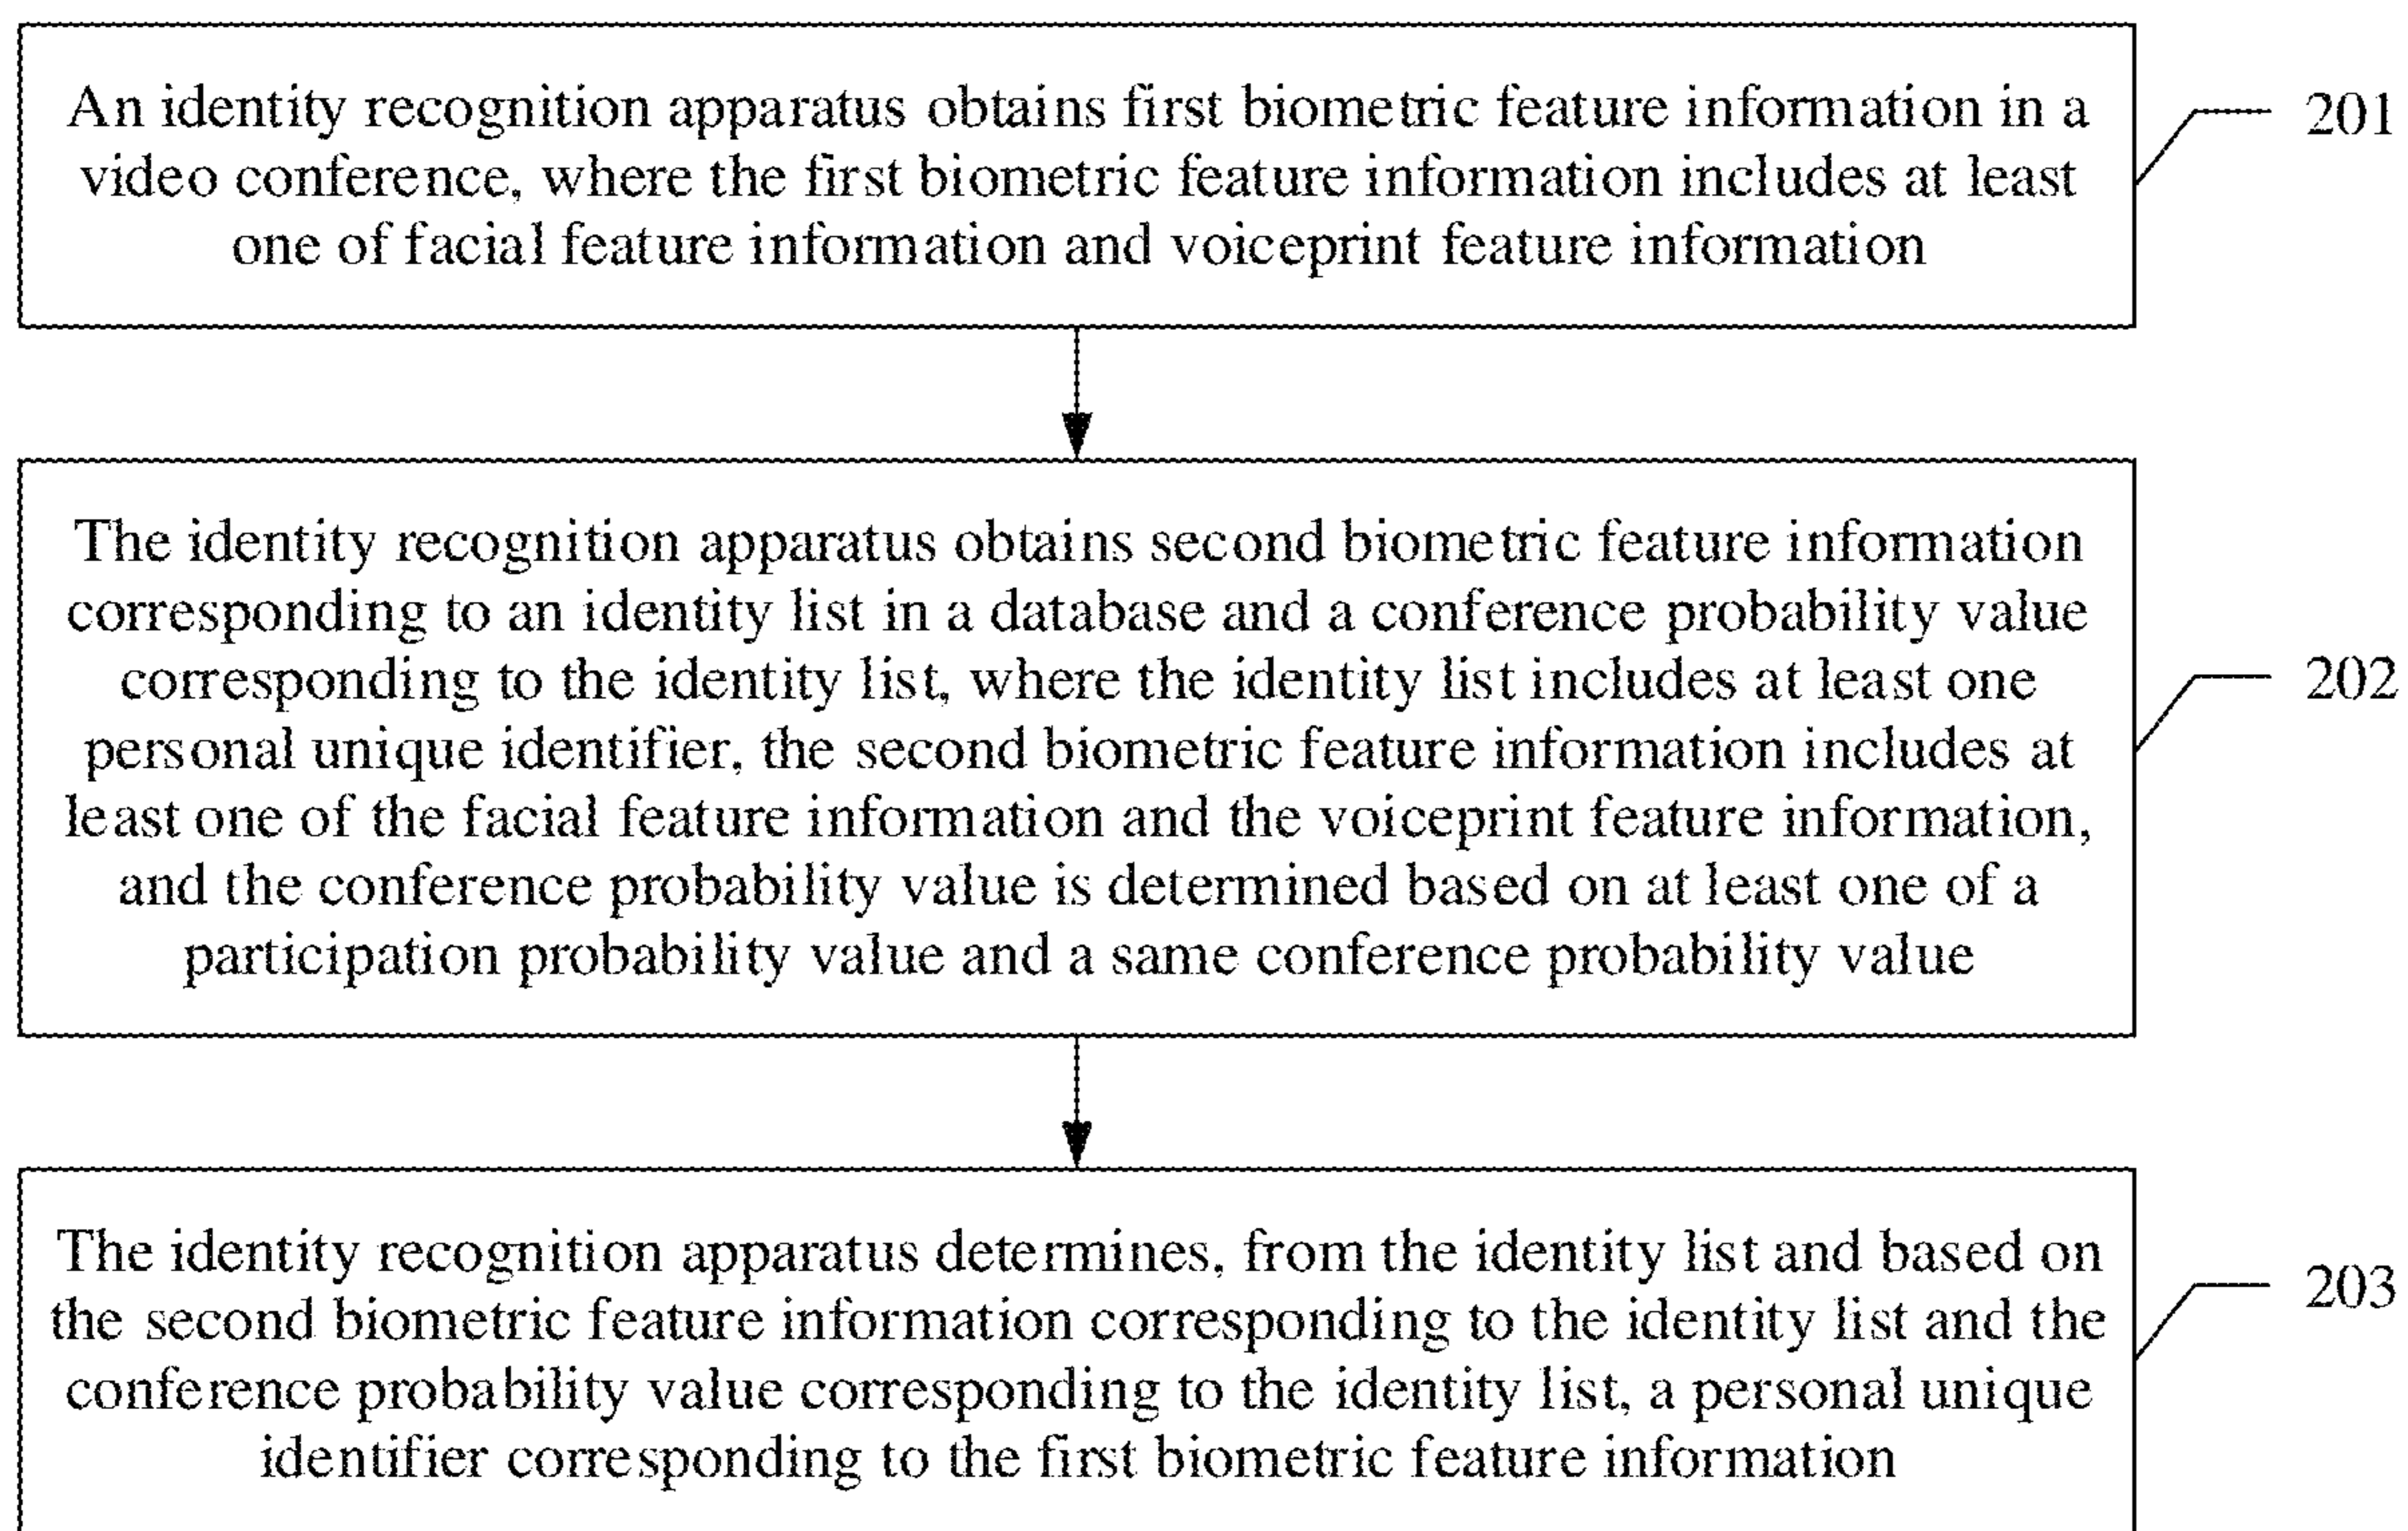 An identity recognition apparatus obtains first biometric feature information in a
video conference, where the first biometric feature information includes at least
one of facial feature information and voiceprint feature information
201
The identity recognition apparatus obtains second biometric feature information
corresponding to an identity list in a database and a conference probability value
corresponding to the identity list, where the identity list includes at least one
personal unique identifier, the second biometric feature information includes at
least one of the facial feature information and the voiceprint feature information,
and the conference probability value is determined based on at least one of a
participation probability value and a same conference probability value
202
The identity recognition apparatus determines, from the identity list and based on
the second biometric feature information corresponding to the identity list and the
conference probability value corresponding to the identity list, a personal unique
identifier corresponding to the first biometric feature information
203